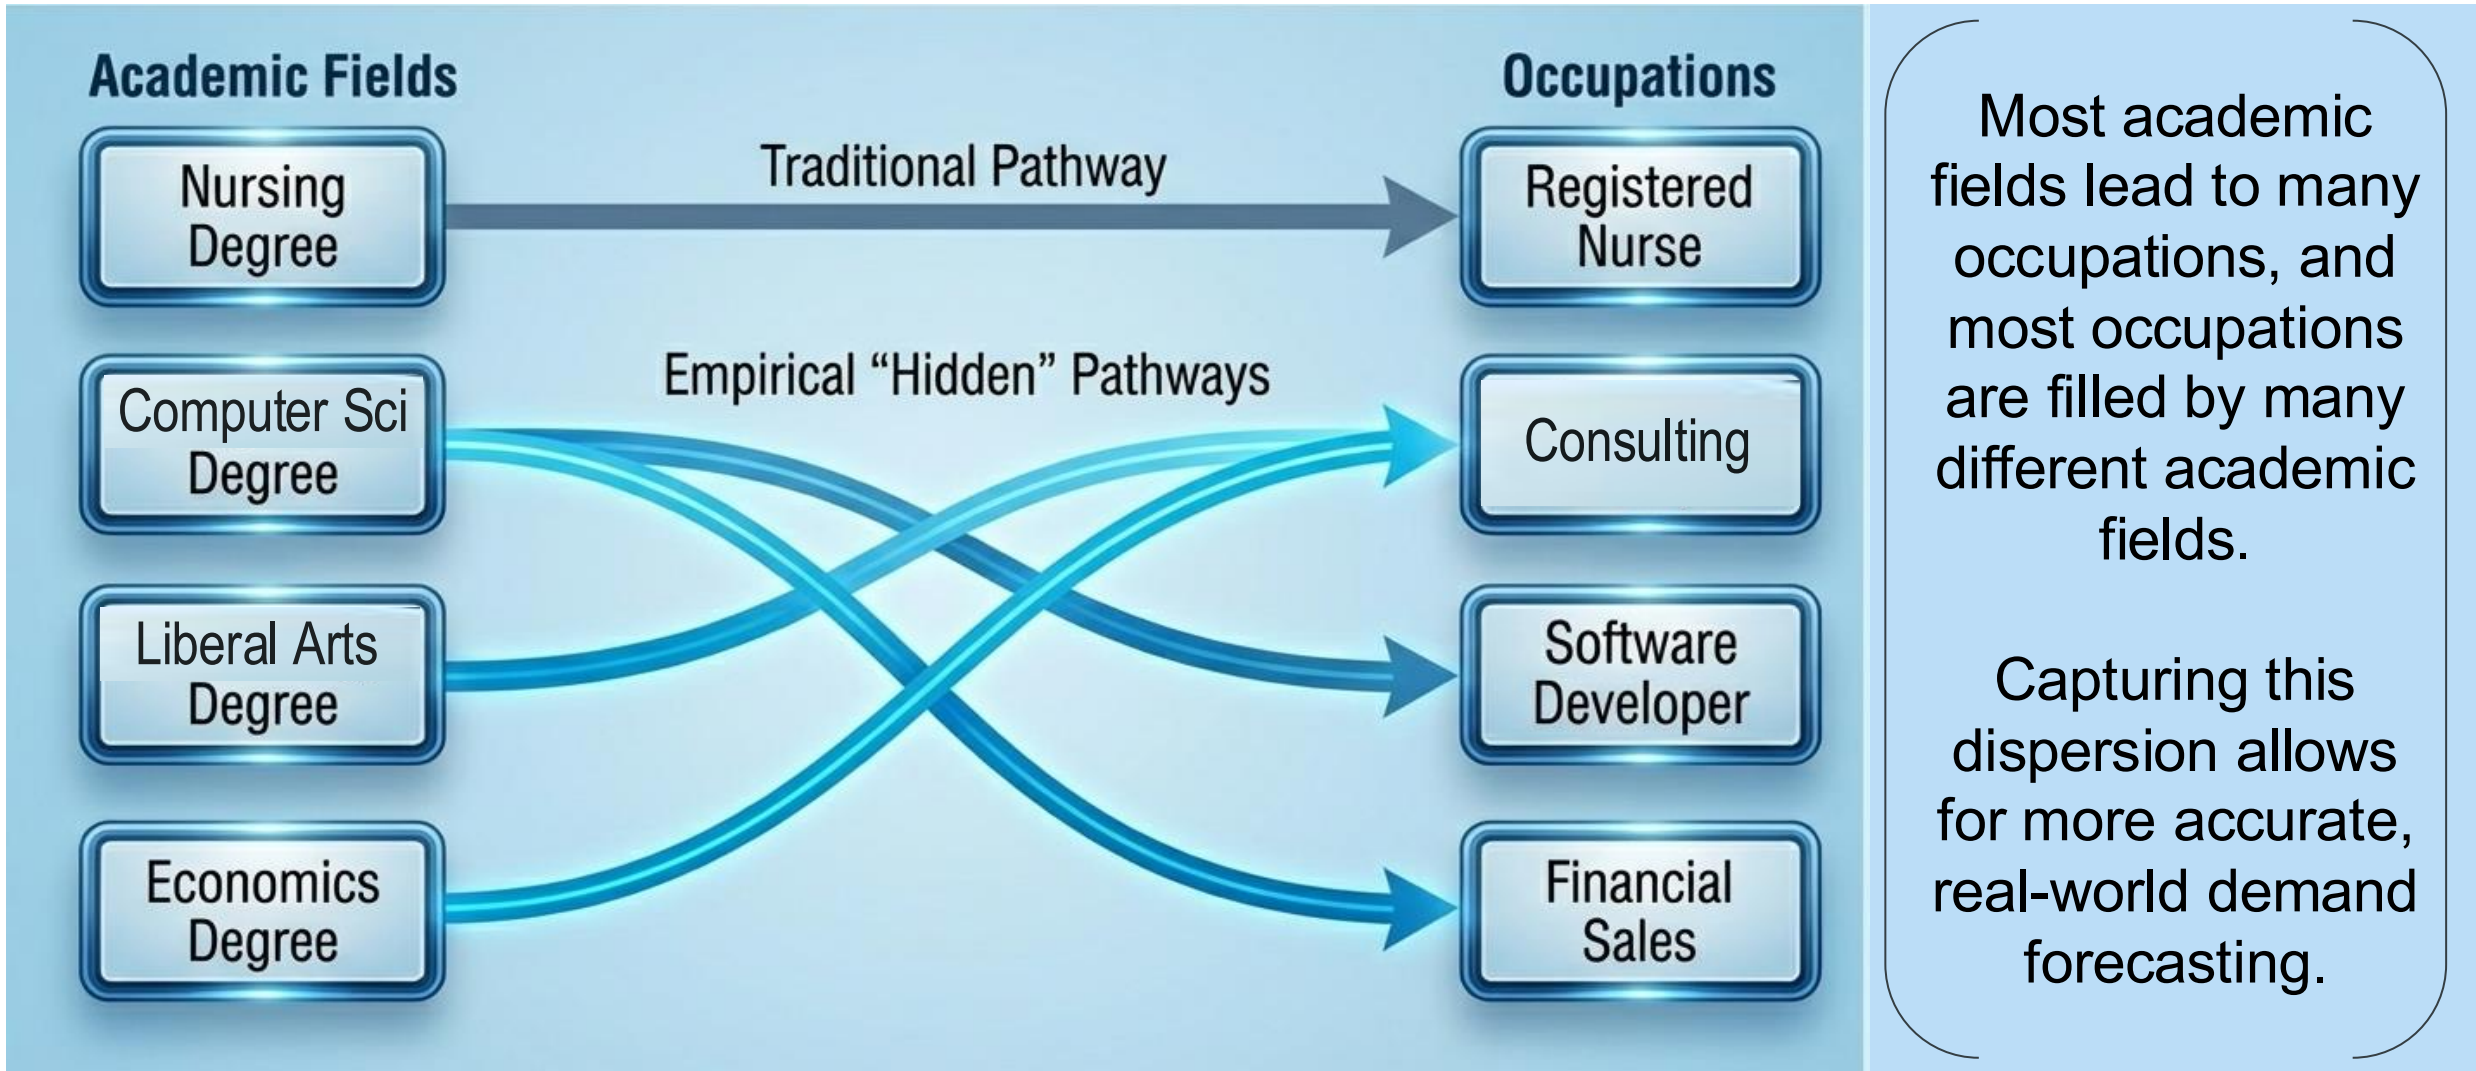 Academic Fields
Occupations
Nursing
Degree
Traditional Pathway
Registered
Nurse
Empirical “Hidden” Pathways
Computer Sci
Degree
Consulting
Liberal Arts
Degree
Software
Developer
Economics
Degree
Financial
Sales
Most academic
fields lead to many
occupations, and
most occupations
are filled by many
different academic
fields.
Capturing this
dispersion allows
for more accurate,
real-world demand
forecasting.